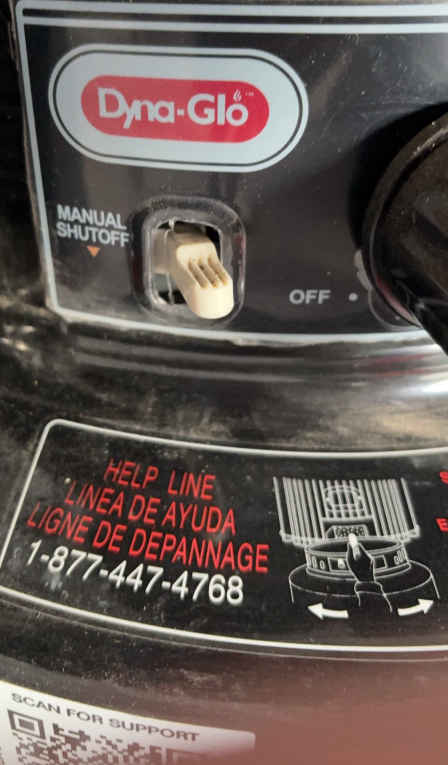 Dyna-Glo™
MANUAL
SHUTOFF
OFF
HELP LINE
LINEA DE AYUDA
LIGNE DE DEPANNAGE
1-877-447-4768
SCAN FOR SUPPORT